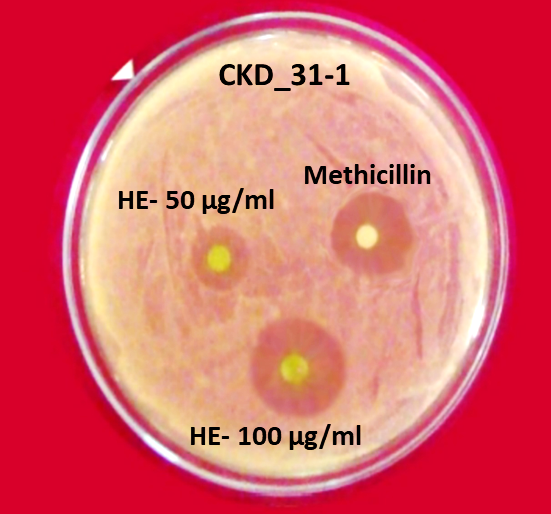 CKD_31-1
Methicillin
HE- 50 µg/ml
HE- 100 µg/ml